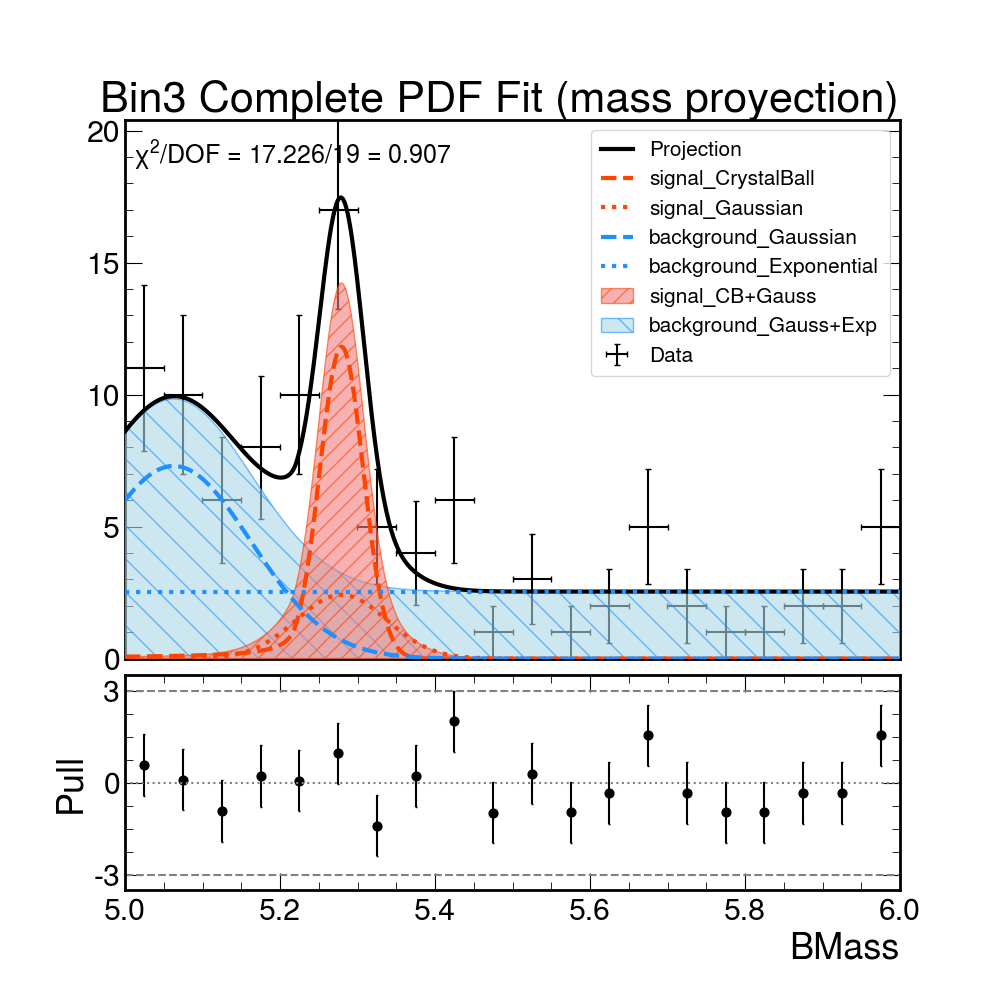 Bin3 Complete PDF Fit (mass proyection)
χ²/DOF = 17.226/19 = 0.907
Projection
signal_CrystalBall
signal_Gaussian
background_Gaussian
background_Exponential
signal_CB+Gauss
background_Gauss+Exp
Data
20
15
10
5
0
3
0
-3
Pull
5.0 5.2 5.4 5.6 5.8 6.0
BMass